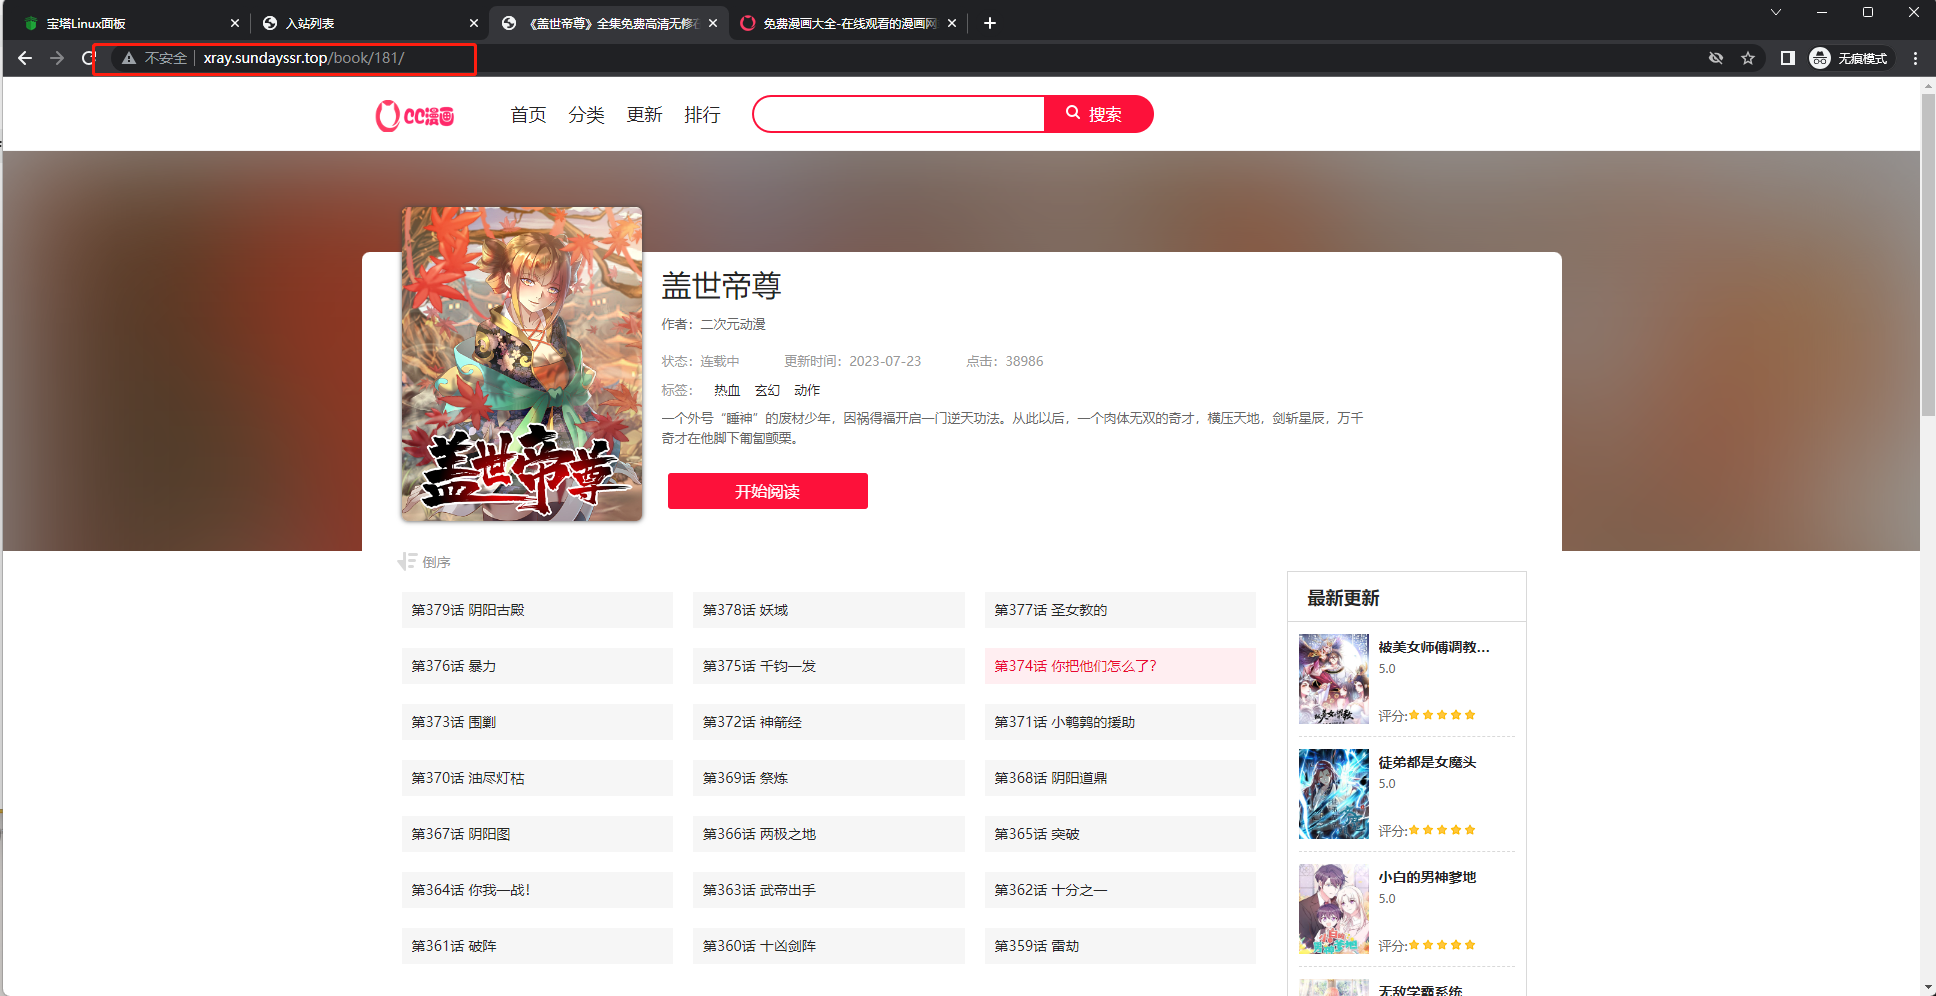 宝塔Linux面板
入站列表
《盖世帝尊》全集免费高清无修在
免费漫画大全-在线观看的漫画网
不安全
xray.sundayssr.top/book/181/
无痕模式
CC漫画
首页
分类
更新
排行
搜索
盖世帝尊
盖世帝尊
作者：二次元动漫
状态：连载中
更新时间：2023-07-23
点击：38986
标签：
热血
玄幻
动作
一个外号“睡神”的废材少年，因祸得福开启一门逆天功法。从此以后，一个肉体无双的奇才，横压天地，剑斩星辰，万千
奇才在他脚下匍匐颤栗。
开始阅读
倒序
第379话 阴阳古殿
第378话 妖域
第377话 圣女教的
第376话 暴力
第375话 千钧一发
第374话 你把他们怎么了？
第373话 围剿
第372话 神箭经
第371话 小鹌鹑的援助
第370话 油尽灯枯
第369话 祭炼
第368话 阴阳道鼎
第367话 阴阳图
第366话 两极之地
第365话 突破
第364话 你我一战！
第363话 武帝出手
第362话 十分之一
第361话 破阵
第360话 十凶剑阵
第359话 雷劫
最新更新
被美女师傅调教...
5.0
评分:
徒弟都是女魔头
5.0
评分:
小白的男神爹地
5.0
评分:
无敌学霸系统